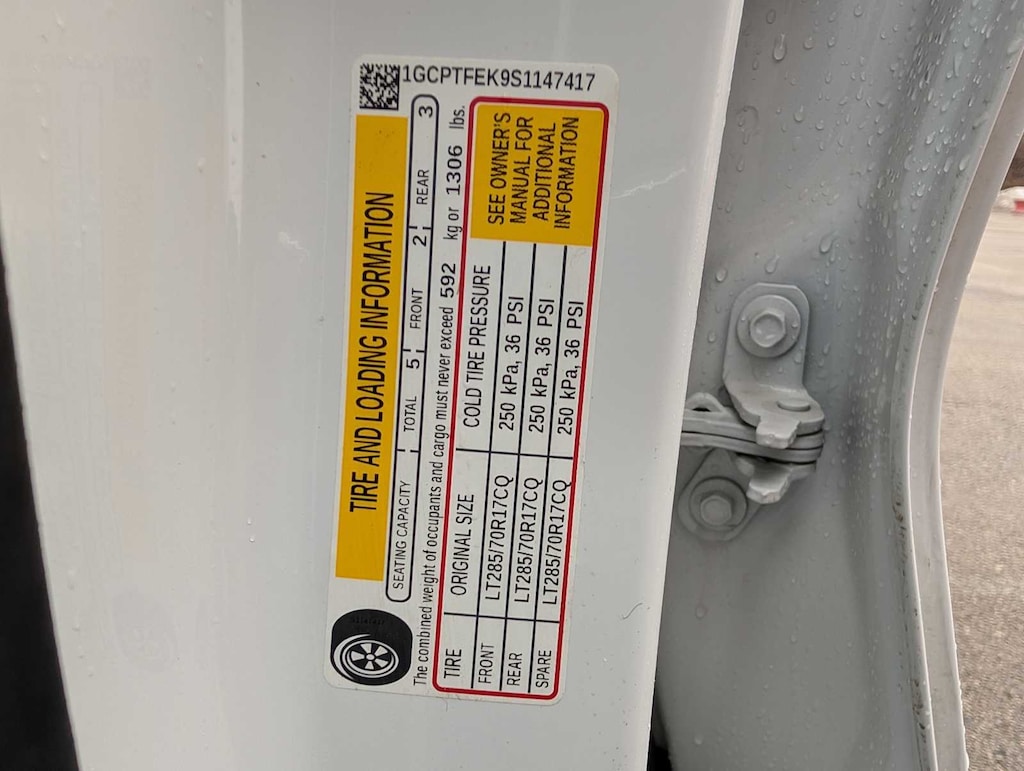 1GCPTFEK9S1147417
TIRE AND LOADING INFORMATION
SEATING CAPACITY TOTAL 5 FRONT 2 REAR 3
The combined weight of occupants and cargo must never exceed 592 kg or 1306 lbs.
TIRE ORIGINAL SIZE COLD TIRE PRESSURE
FRONT LT285/70R17CQ 250 kPa, 36 PSI
REAR LT285/70R17CQ 250 kPa, 36 PSI
SPARE LT285/70R17CQ 250 kPa, 36 PSI
SEE OWNER'S
MANUAL FOR
ADDITIONAL
INFORMATION